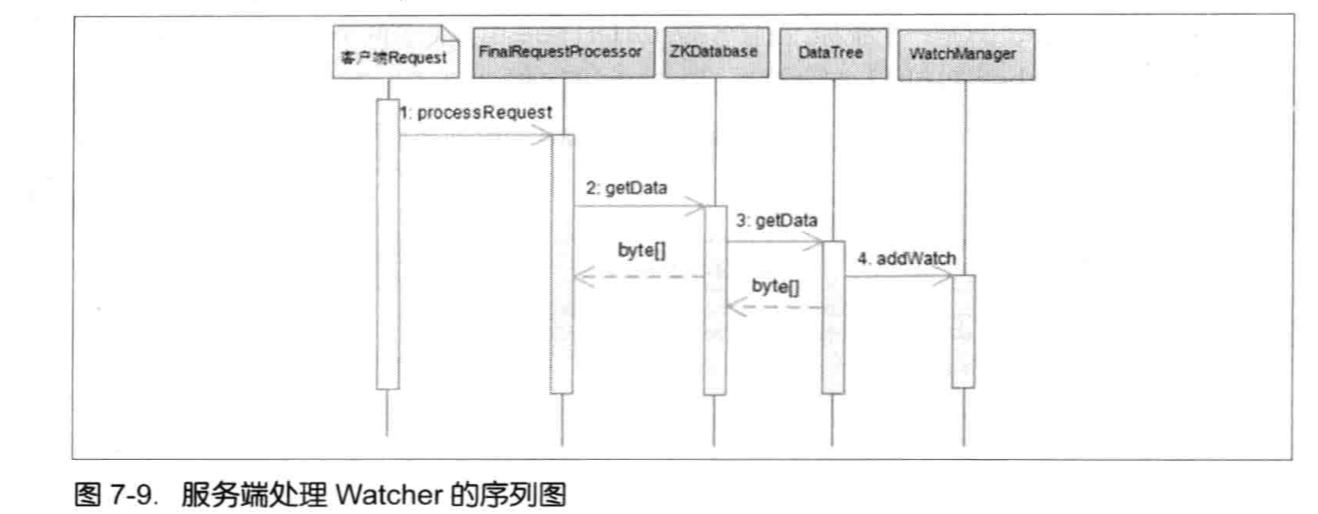 客户端Request
FinalRequestProcessor
ZKDatabase
DataTree
WatchManager
1: processRequest
2: getData
3: getData
byte[]
4. addWatch
byte[]
图 7-9. 服务端处理 Watcher 的序列图